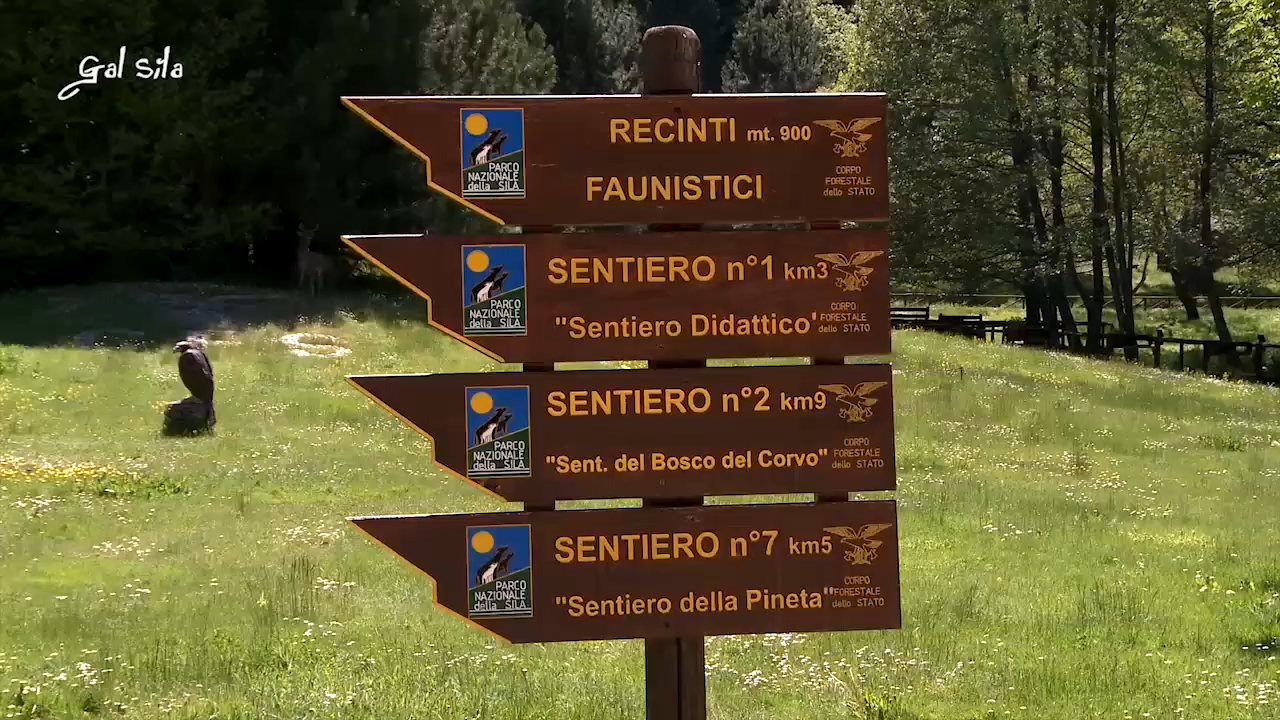 Gal Sila
RECINTI mt. 900
FAUNISTICI
PARCO
NAZIONALE
della SILA
CORPO
FORESTALE
dello STATO
SENTIERO n°1 km3
"Sentiero Didattico"
PARCO
NAZIONALE
della SILA
CORPO
FORESTALE
dello STATO
SENTIERO n°2 km9
"Sent. del Bosco del Corvo"
PARCO
NAZIONALE
della SILA
CORPO
FORESTALE
dello STATO
SENTIERO n°7 km5
"Sentiero della Pineta"
PARCO
NAZIONALE
della SILA
CORPO
FORESTALE
dello STATO